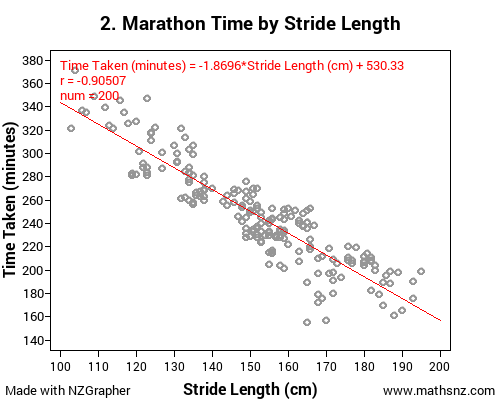 2. Marathon Time by Stride Length
Time Taken (minutes) = -1.8696*Stride Length (cm) + 530.33
r = -0.90507
num = 200
Time Taken (minutes)
380
360
340
320
300
280
260
240
220
200
180
160
140
100 110 120 130 140 150 160 170 180 190 200
Stride Length (cm)
Made with NZGrapher
www.mathsnz.com